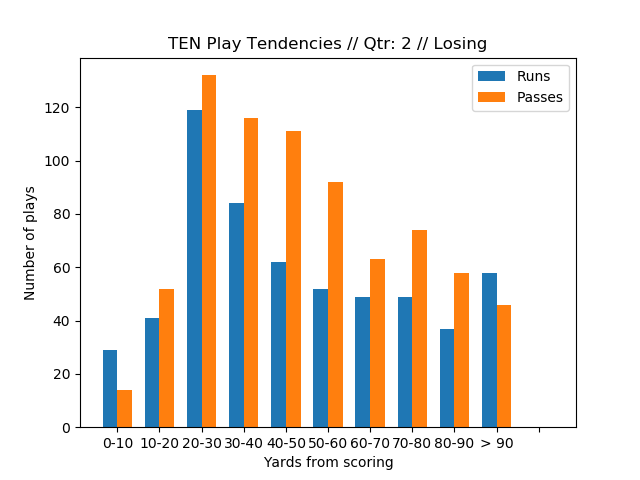 TEN Play Tendencies // Qtr: 2 // Losing
Runs
Passes
Number of plays
120
100
80
60
40
20
0
0-10 10-20 20-30 30-40 40-50 50-60 60-70 70-80 80-90 > 90
Yards from scoring